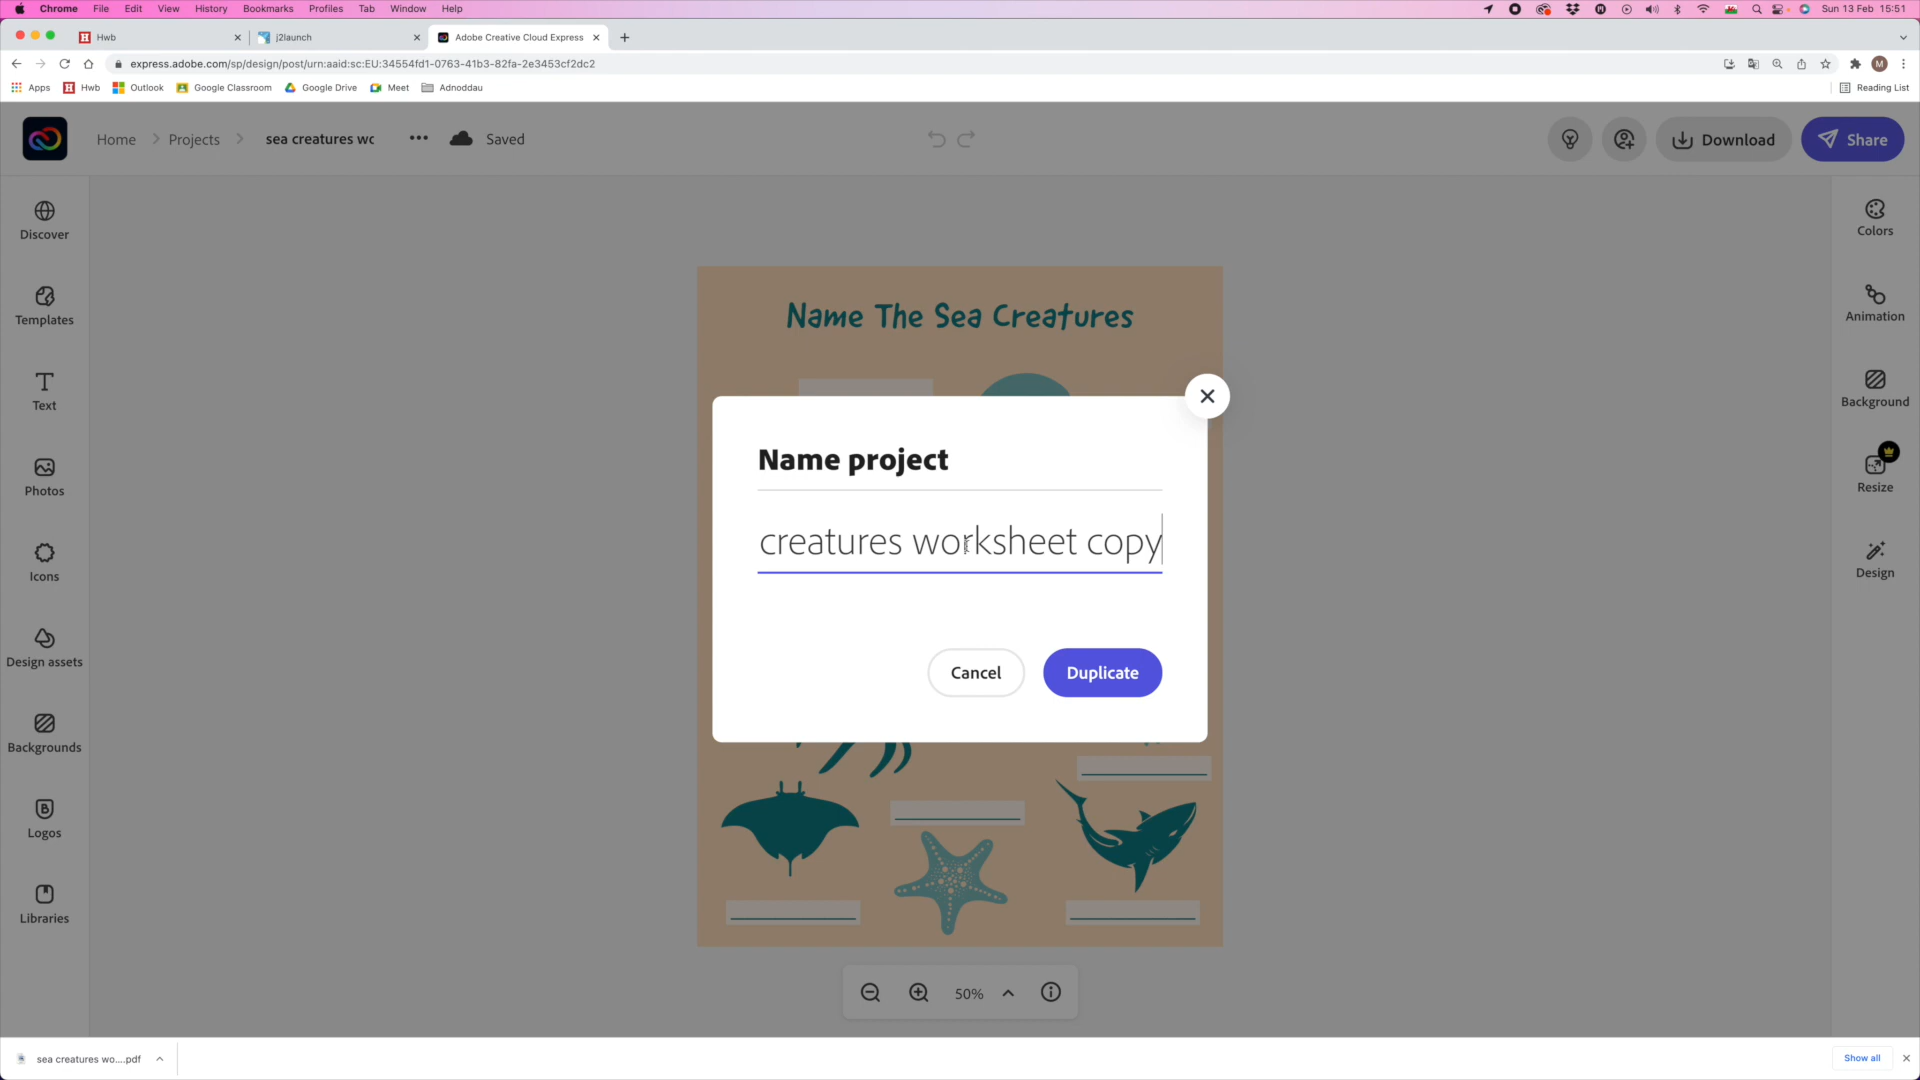 Chrome File Edit View History Bookmarks Profiles Tab Window Help Sun 13 Feb 15:51
Hwb j2launch Adobe Creative Cloud Express
express.adobe.com/sp/design/post/urn:aaid:sc:EU:34554fd1-0763-41b3-82fa-2e3453cf2dc2 M
Apps Hwb Outlook Google Classroom Google Drive Meet Adnoddau Reading List
Home Projects sea creatures wc Saved Download Share
Discover
Templates
Text
Photos
Icons
Design assets
Backgrounds
Logos
Libraries
Name The Sea Creatures
Name project
creatures worksheet copy
Cancel Duplicate
50%
Colors
Animation
Background
Resize
Design
sea creatures wo....pdf Show all